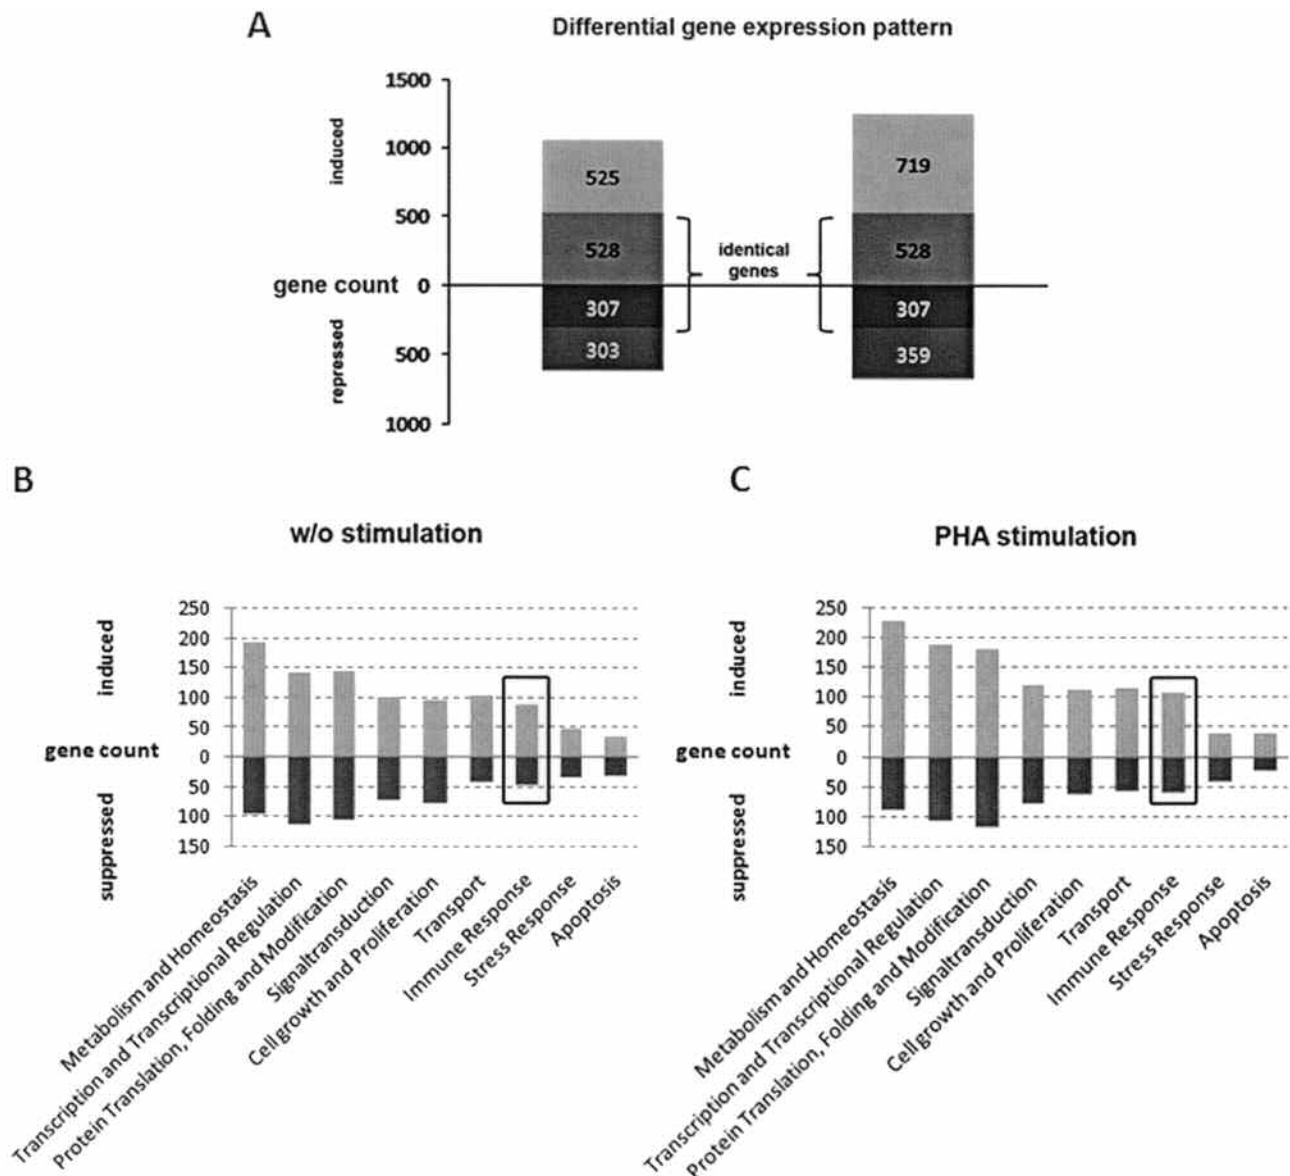 A
Differential gene expression pattern
1500
1000
500
gene count 0
500
1000
induced
repressed
525
528
307
303
identical
genes
719
528
307
359
B
w/o stimulation
250
200
150
100
50
0
50
100
150
induced
gene count
suppressed
Metabolism and Homeostasis
Transcription and Transcriptional Regulation
Protein Translation, Folding and Modification
Signaltransduction
Cellgrowth and Proliferation
Transport
Immune Response
Stress Response
Apoptosis
C
PHA stimulation
250
200
150
100
50
0
50
100
150
induced
gene count
suppressed
Metabolism and Homeostasis
Transcription and Transcriptional Regulation
Protein Translation, Folding and Modification
Signaltransduction
Cellgrowth and Proliferation
Transport
Immune Response
Stress Response
Apoptosis